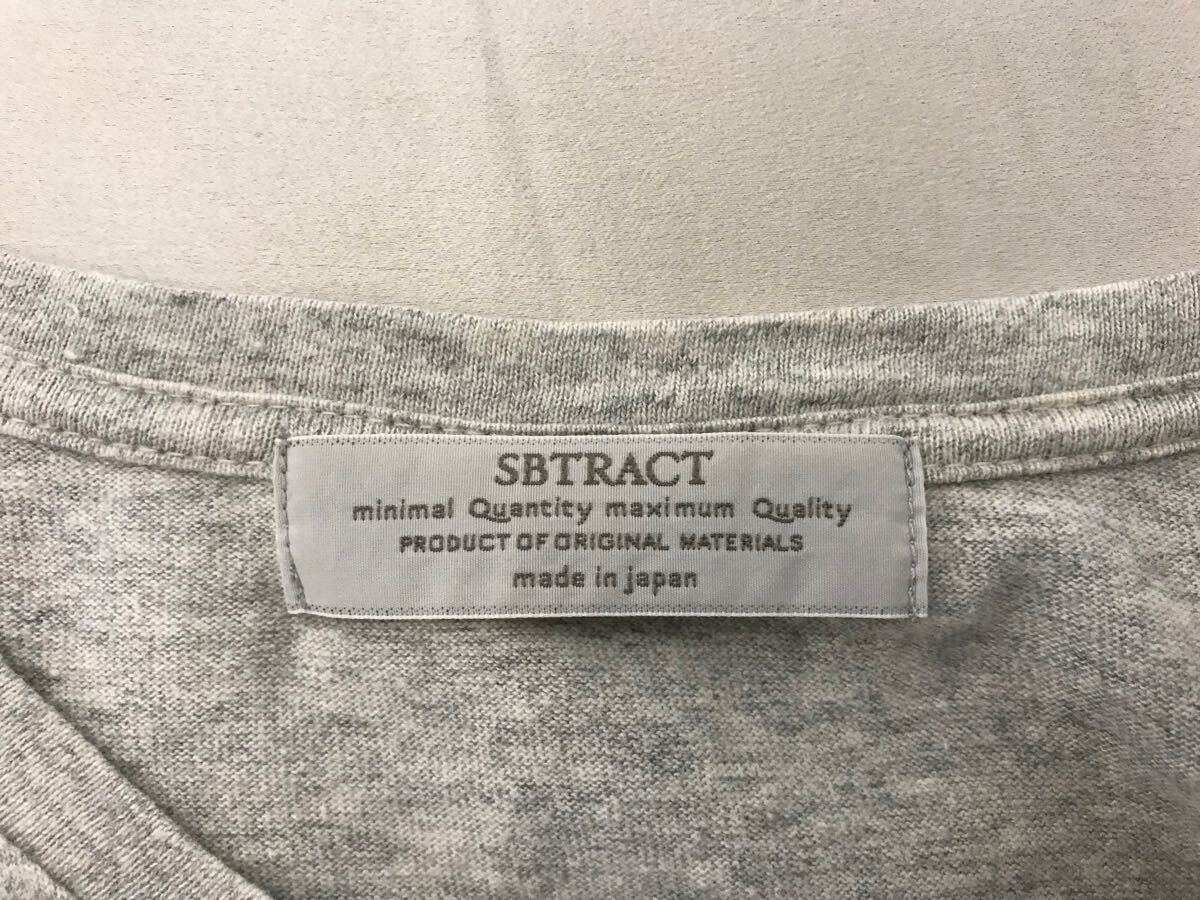 SBTRACT
minimal Quantity maximum Quality
PRODUCT OF ORIGINAL MATERIALS
made in japan